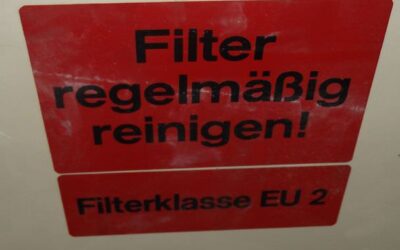 Filter
regelmäßig
reinigen!
Filterklasse EU 2